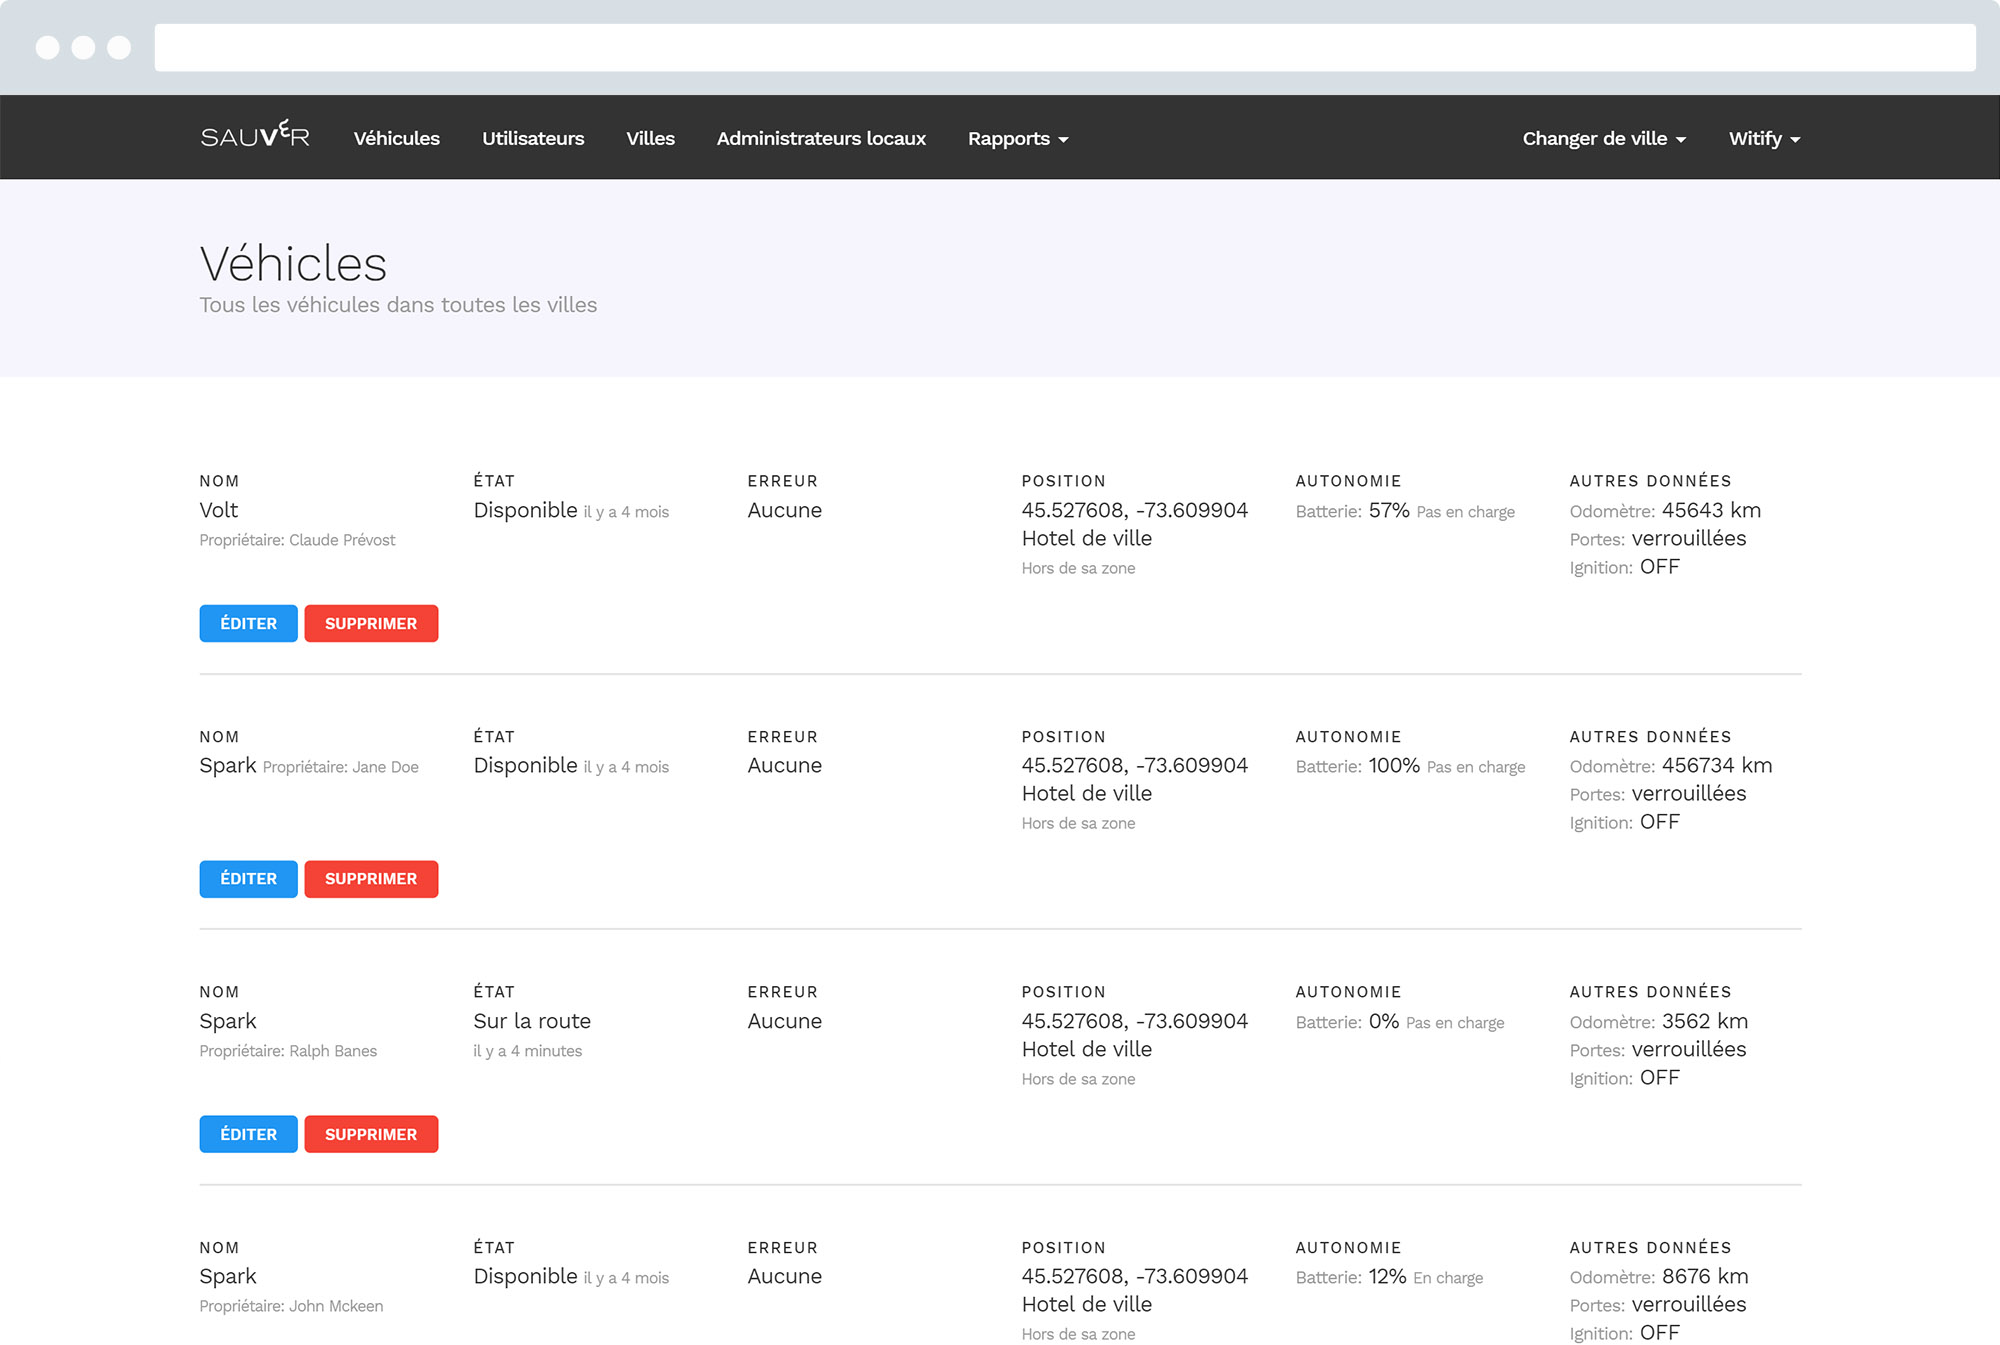 SAUVER Véhicules Utilisateurs Villes Administrateurs locaux Rapports Changer de ville Witify
Véhicles
Tous les véhicules dans toutes les villes
NOM ÉTAT ERREUR POSITION AUTONOMIE AUTRES DONNÉES
Volt Disponible il y a 4 mois Aucune 45.527608, -73.609904 Batterie: 57% Pas en charge Odomètre: 45643 km
Propriétaire: Claude Prévost Hotel de ville Portes: verrouillées
Hors de sa zone Ignition: OFF
ÉDITER SUPPRIMER
NOM ÉTAT ERREUR POSITION AUTONOMIE AUTRES DONNÉES
Spark Propriétaire: Jane Doe Disponible il y a 4 mois Aucune 45.527608, -73.609904 Batterie: 100% Pas en charge Odomètre: 456734 km
Hotel de ville Portes: verrouillées
Hors de sa zone Ignition: OFF
ÉDITER SUPPRIMER
NOM ÉTAT ERREUR POSITION AUTONOMIE AUTRES DONNÉES
Spark Sur la route Aucune 45.527608, -73.609904 Batterie: 0% Pas en charge Odomètre: 3562 km
Propriétaire: Ralph Banes il y a 4 minutes Hotel de ville Portes: verrouillées
Hors de sa zone Ignition: OFF
ÉDITER SUPPRIMER
NOM ÉTAT ERREUR POSITION AUTONOMIE AUTRES DONNÉES
Spark Disponible il y a 4 mois Aucune 45.527608, -73.609904 Batterie: 12% En charge Odomètre: 8676 km
Propriétaire: John Mckeen Hotel de ville Portes: verrouillées
Hors de sa zone Ignition: OFF